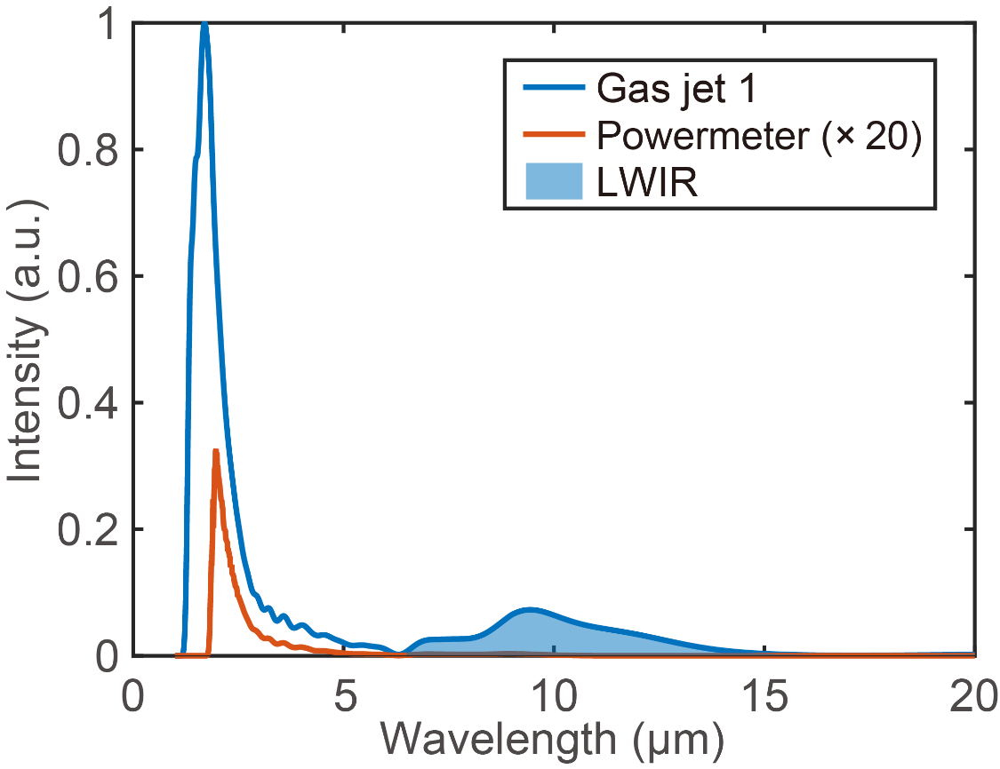 1
0.8
0.6
0.4
0.2
0
Intensity (a.u.)
Gas jet 1
Powermeter (× 20)
LWIR
0 5 10 15 20
Wavelength (μm)